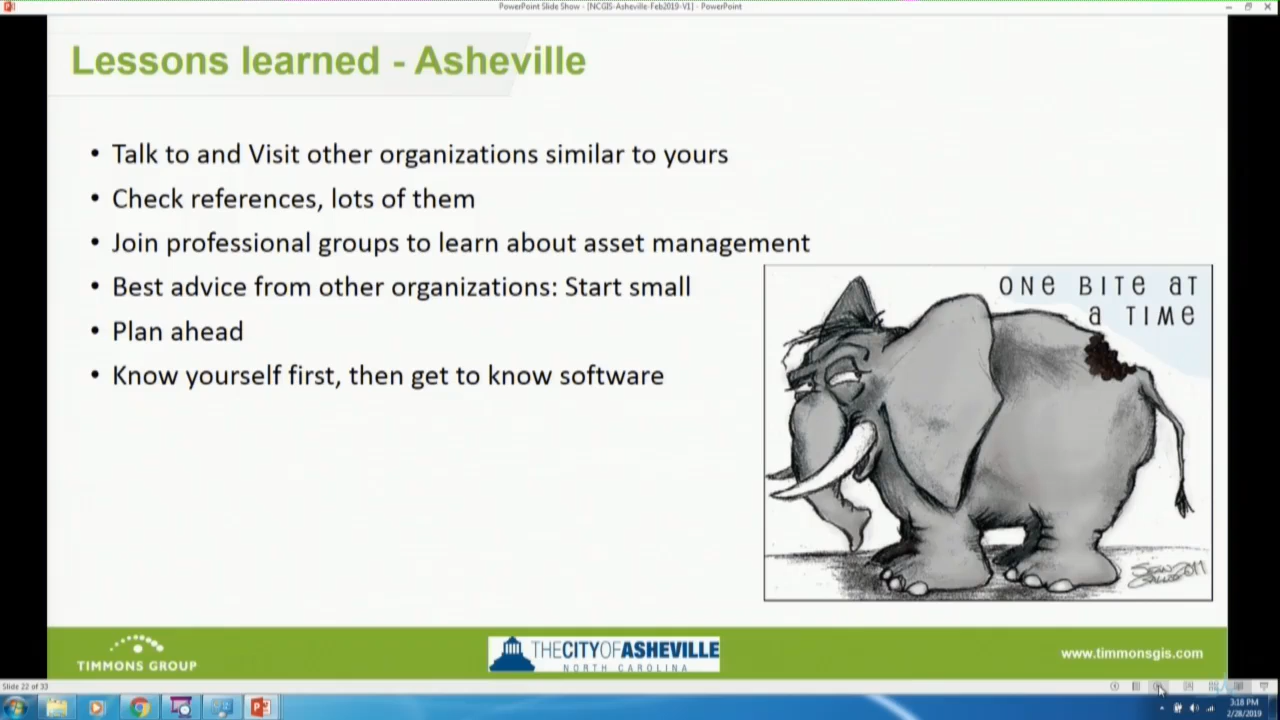 PowerPoint Slide Show - [NCGIS-Asheville-Feb2019-V1] - PowerPoint
Lessons learned - Asheville
• Talk to and Visit other organizations similar to yours
• Check references, lots of them
• Join professional groups to learn about asset management
• Best advice from other organizations: Start small
• Plan ahead
• Know yourself first, then get to know software
ONE BITE AT
A TIME
TIMMONS GROUP
THE CITY OF ASHEVILLE
NORTH CAROLINA
www.timmonsgis.com
Slide 22 of 33
3:18 PM
2/28/2019